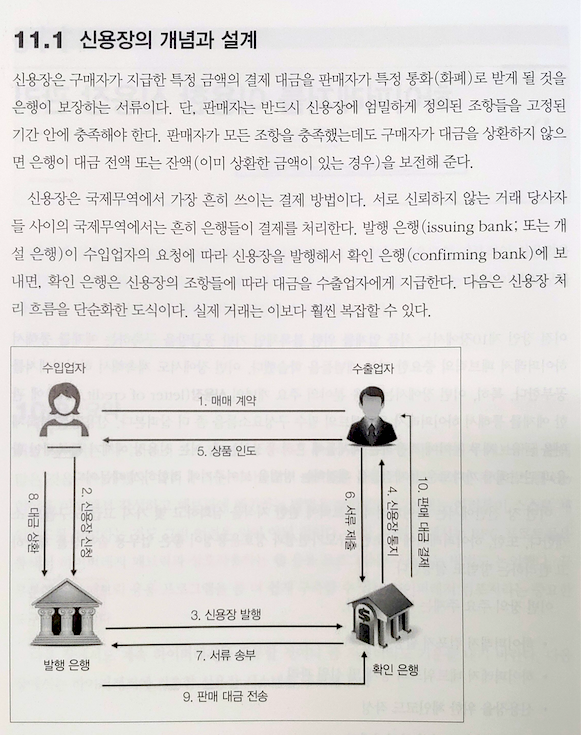 11.1 신용장의 개념과 설계
신용장은 구매자가 지급한 특정 금액의 결제 대금을 판매자가 특정 통화(화폐)로 받게 될 것을
은행이 보장하는 서류이다. 단, 판매자는 반드시 신용장에 엄밀하게 정의된 조항들을 고정된
기간 안에 충족해야 한다. 판매자가 모든 조항을 충족했는데도 구매자가 대금을 상환하지 않으
면 은행이 대금 전액 또는 잔액(이미 상환한 금액이 있는 경우)을 보전해 준다.
신용장은 국제무역에서 가장 흔히 쓰이는 결제 방법이다. 서로 신뢰하지 않는 거래 당사자
들 사이의 국제무역에서는 흔히 은행들이 결제를 처리한다. 발행 은행(issuing bank; 또는 개
설 은행)이 수입업자의 요청에 따라 신용장을 발행해서 확인 은행(confirming bank)에 보
내면, 확인 은행은 신용장의 조항들에 따라 대금을 수출업자에게 지급한다. 다음은 신용장 처
리 흐름을 단순화한 도식이다. 실제 거래는 이보다 훨씬 복잡할 수 있다.
수입업자
수출업자
1. 매매 계약
5. 상품 인도
8. 대금 상환
2. 신용장 신청
6. 서류 제출
4. 신용장 통지
10. 판매 대금 결제
3. 신용장 발행
7. 서류 송부
발행 은행
확인 은행
9. 판매 대금 전송